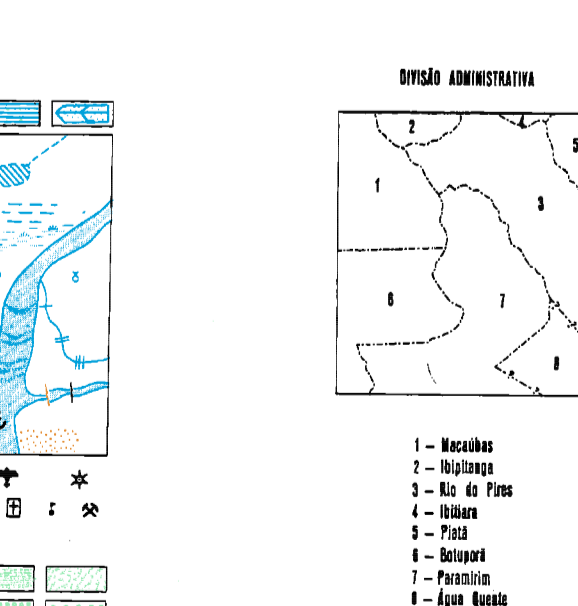 DIVISÃO ADMINISTRATIVA
2
4
5
1
3
6
7
8
1 – Macaúbas
2 – Ibipitanga
3 – Rio do Pires
4 – Ibitiara
5 – Piatã
6 – Botuporã
7 – Paramirim
8 – Água Quente